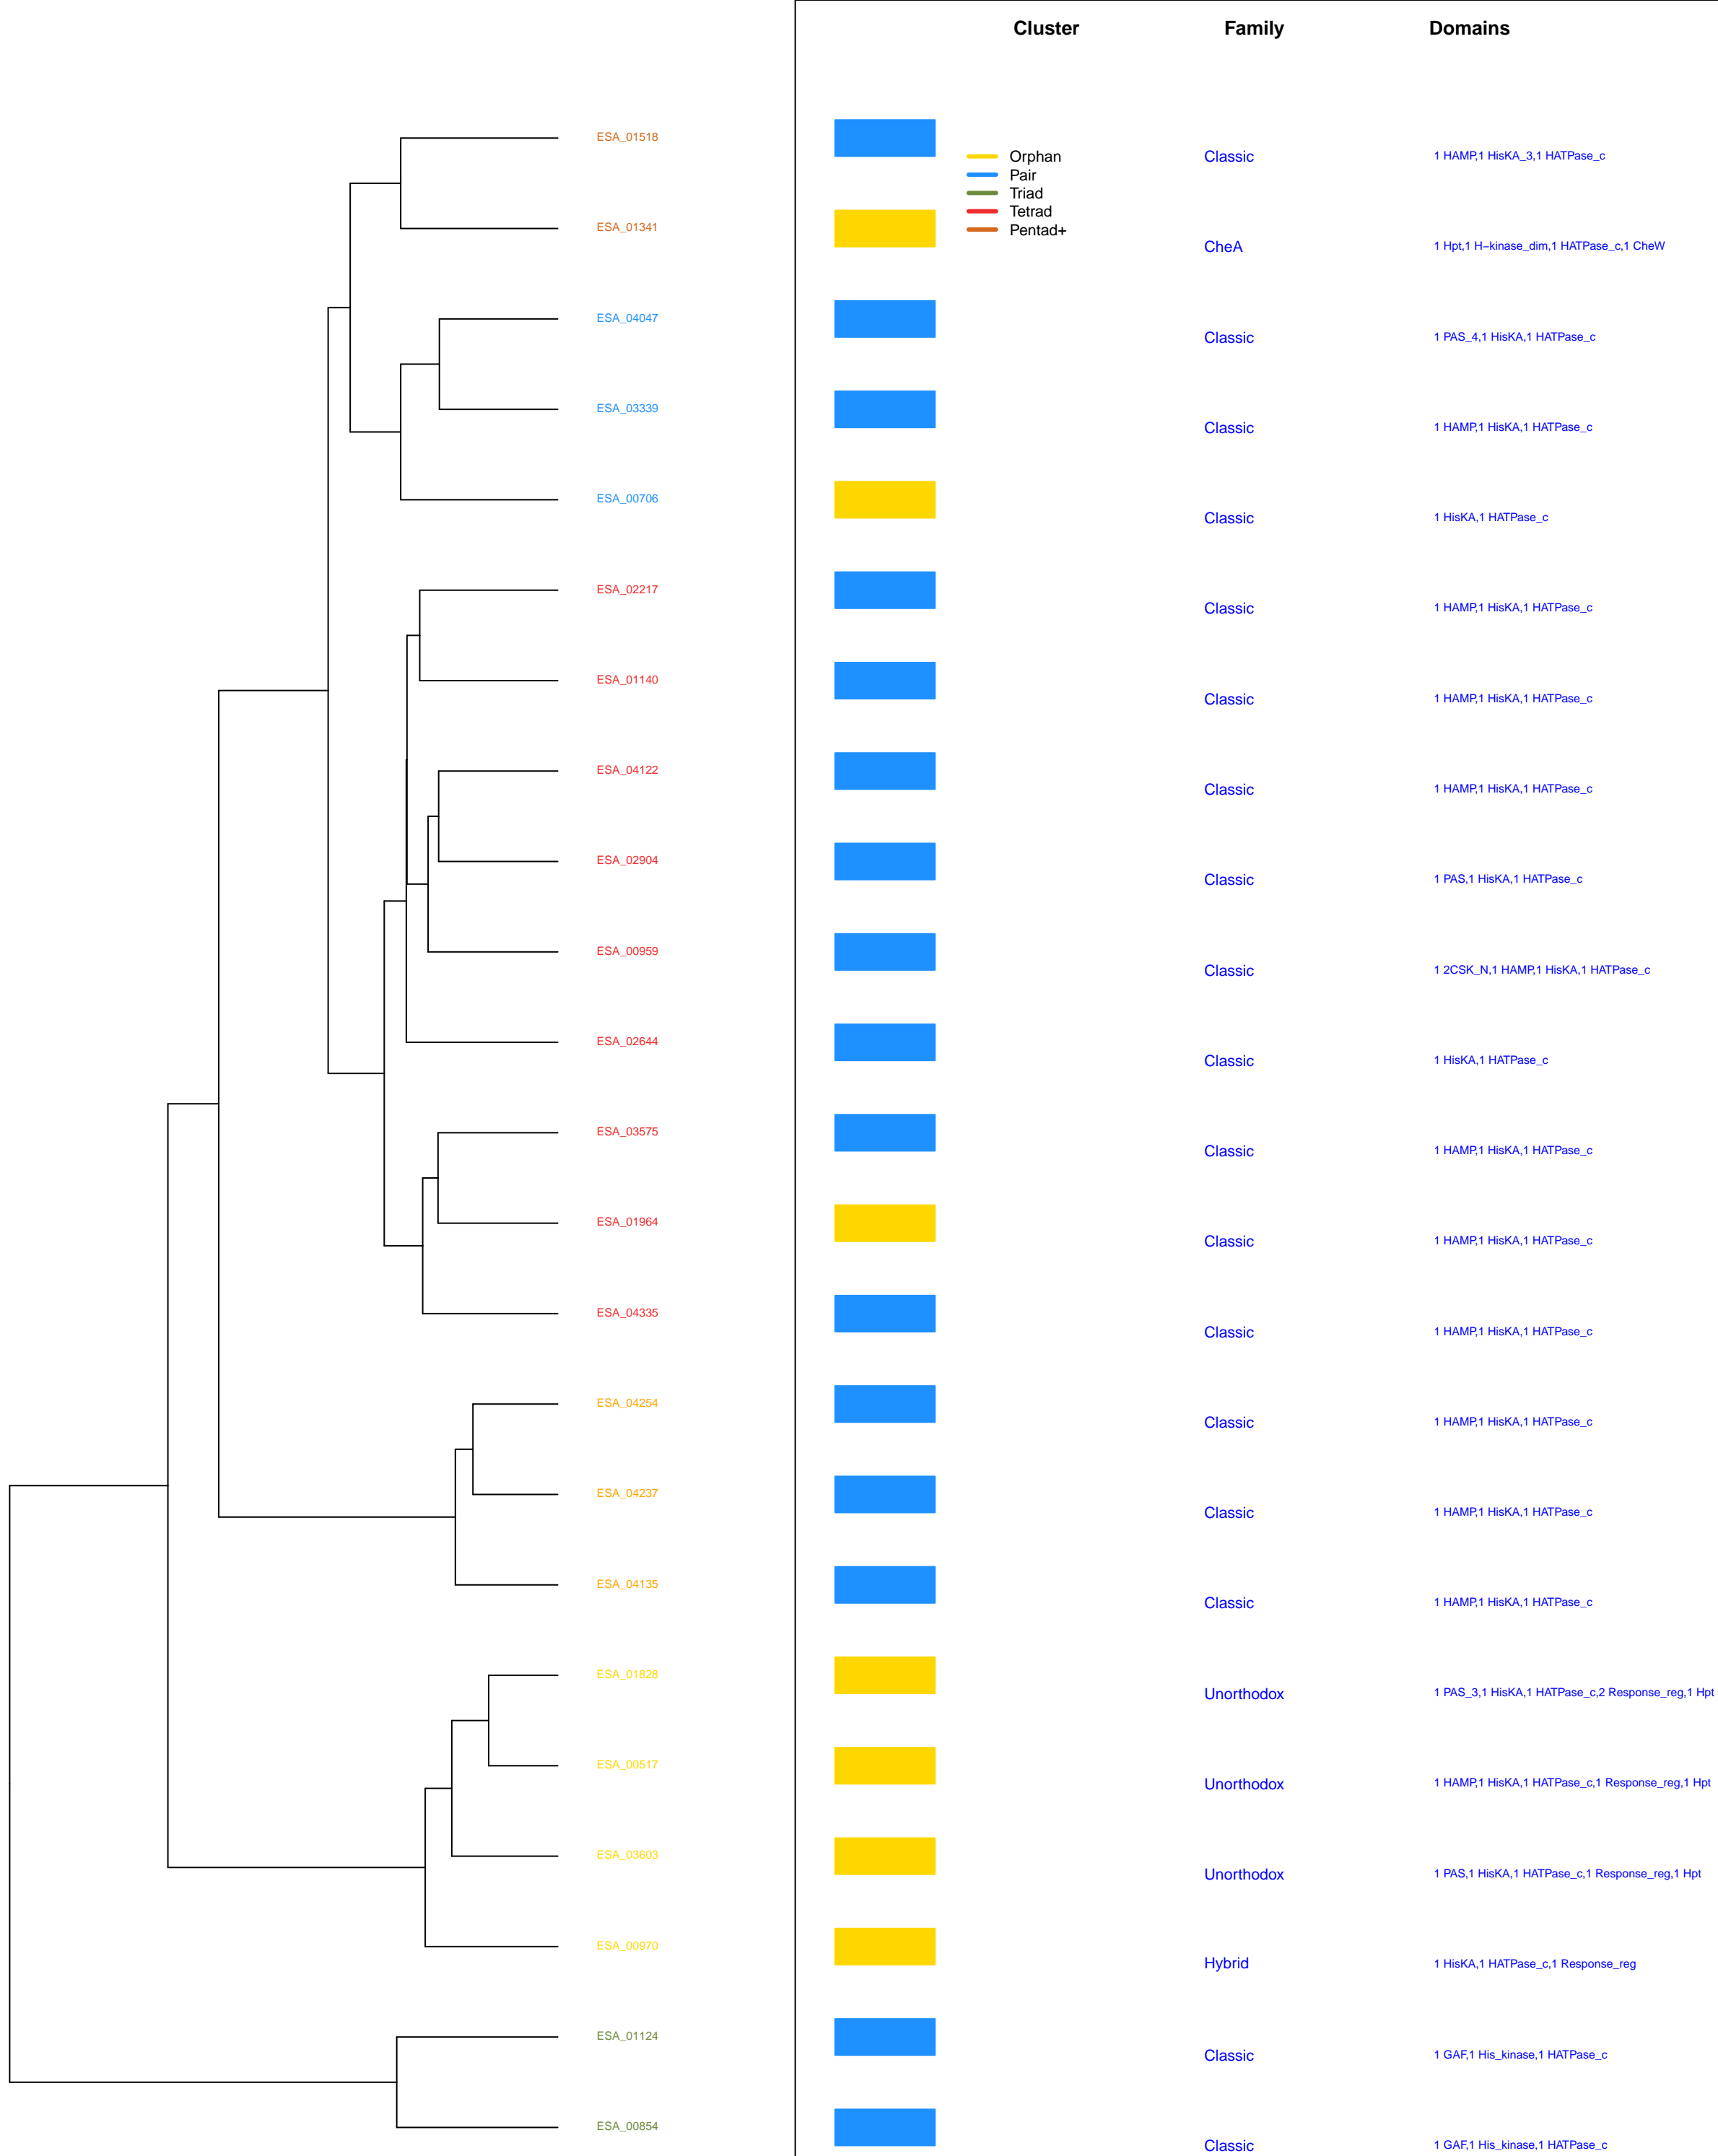 Cluster Family Domains
ESA_01518
Orphan
Classic 1 HAMP,1 HisKA_3,1 HATPase_c
Pair
Triad
Tetrad
ESA_01341
Pentad+
CheA 1 Hpt,1 H−kinase_dim,1 HATPase_c,1 CheW
ESA_04047
Classic 1 PAS_4,1 HisKA,1 HATPase_c
ESA_03339
Classic 1 HAMP,1 HisKA,1 HATPase_c
ESA_00706
Classic 1 HisKA,1 HATPase_c
ESA_02217
Classic 1 HAMP,1 HisKA,1 HATPase_c
ESA_01140
Classic 1 HAMP,1 HisKA,1 HATPase_c
ESA_04122
Classic 1 HAMP,1 HisKA,1 HATPase_c
ESA_02904
Classic 1 PAS,1 HisKA,1 HATPase_c
ESA_00959
Classic 1 2CSK_N,1 HAMP,1 HisKA,1 HATPase_c
ESA_02644
Classic 1 HisKA,1 HATPase_c
ESA_03575
Classic 1 HAMP,1 HisKA,1 HATPase_c
ESA_01964
Classic 1 HAMP,1 HisKA,1 HATPase_c
ESA_04335
Classic 1 HAMP,1 HisKA,1 HATPase_c
ESA_04254
Classic 1 HAMP,1 HisKA,1 HATPase_c
ESA_04237
Classic 1 HAMP,1 HisKA,1 HATPase_c
ESA_04135
Classic 1 HAMP,1 HisKA,1 HATPase_c
ESA_01828
Unorthodox 1 PAS_3,1 HisKA,1 HATPase_c,2 Response_reg,1 Hpt
ESA_00517
Unorthodox 1 HAMP,1 HisKA,1 HATPase_c,1 Response_reg,1 Hpt
ESA_03603
Unorthodox 1 PAS,1 HisKA,1 HATPase_c,1 Response_reg,1 Hpt
ESA_00970
Hybrid 1 HisKA,1 HATPase_c,1 Response_reg
ESA_01124
Classic 1 GAF,1 His_kinase,1 HATPase_c
ESA_00854
Classic 1 GAF,1 His_kinase,1 HATPase_c